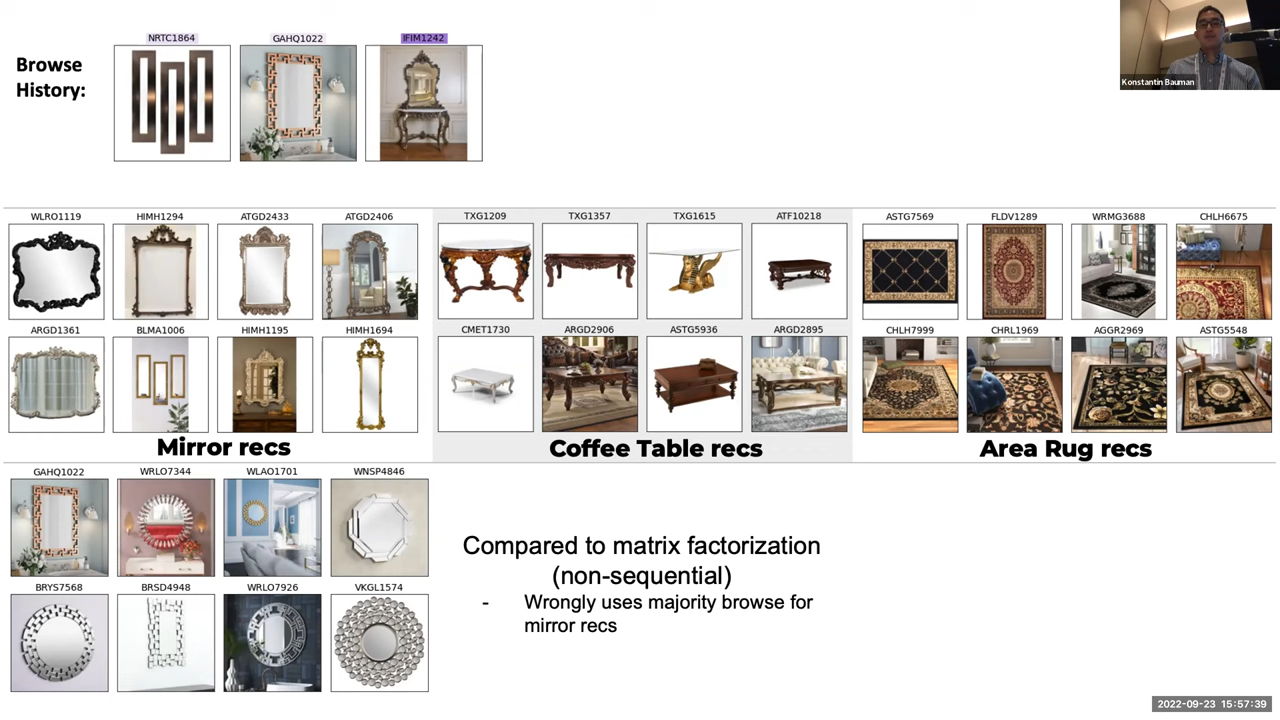 Browse
History:
NRTC1864
GAHQ1022
IFIM1242
Konstantin Bauman
WLRO1119
HIMH1294
ATGD2433
ATGD2406
TXG1209
TXG1357
TXG1615
ATF10218
ASTG7569
FLDV1289
WRMG3688
CHLH6675
ARGD1361
BLMA1006
HIMH1195
HIMH1694
CMET1730
ARGD2906
ASTG5936
ARGD2895
CHLH7999
CHRL1969
AGGR2969
ASTG5548
Mirror recs
Coffee Table recs
Area Rug recs
GAHQ1022
WRLO7344
WLAO1701
WNSP4846
BRYS7568
BRSD4948
WRLO7926
VKGL1574
Compared to matrix factorization
(non-sequential)
- Wrongly uses majority browse for
mirror recs
2022-09-23 15:57:39